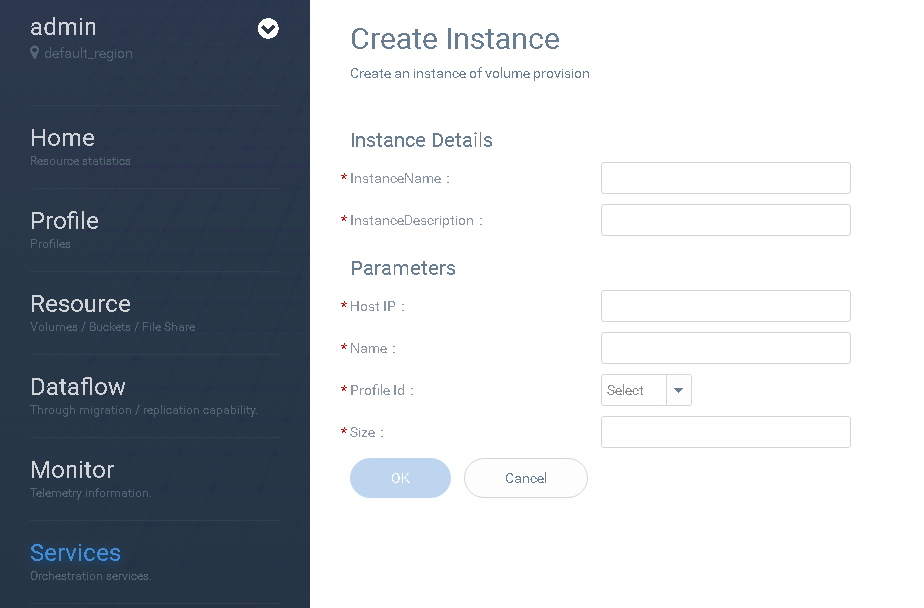 admin
default_region
Home
Resource statistics
Profile
Profiles
Resource
Volumes / Buckets / File Share
Dataflow
Through migration / replication capability.
Monitor
Telemetry information.
Services
Orchestration services.
Create Instance
Create an instance of volume provision
Instance Details
* InstanceName :
* InstanceDescription :
Parameters
* Host IP :
* Name :
* Profile Id : Select
* Size :
OK Cancel